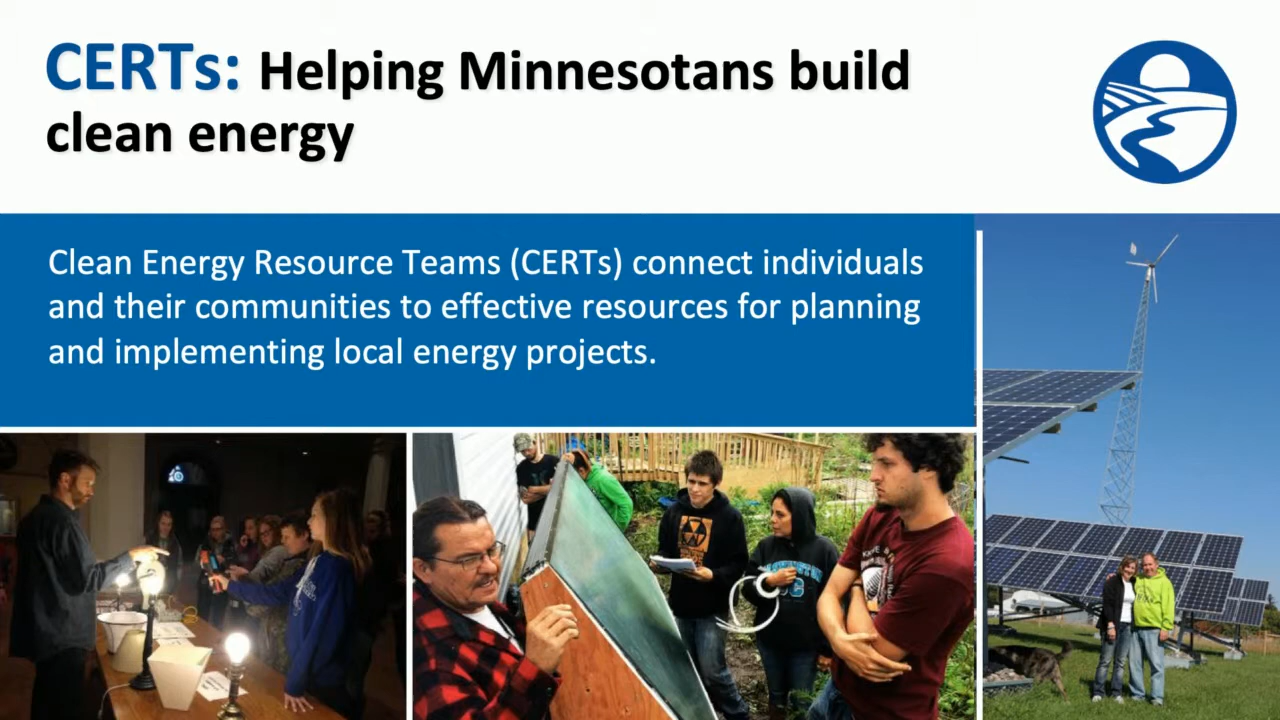 CERTs: Helping Minnesotans build
clean energy
Clean Energy Resource Teams (CERTs) connect individuals
and their communities to effective resources for planning
and implementing local energy projects.